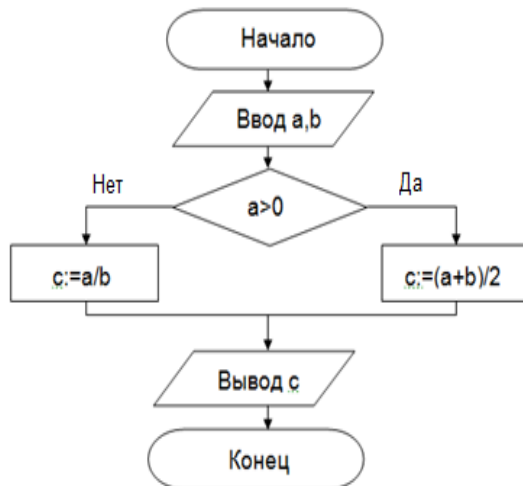 Начало
Ввод a,b
Нет
Да
a>0
c:=a/b
c:=(a+b)/2
Вывод c
Конец